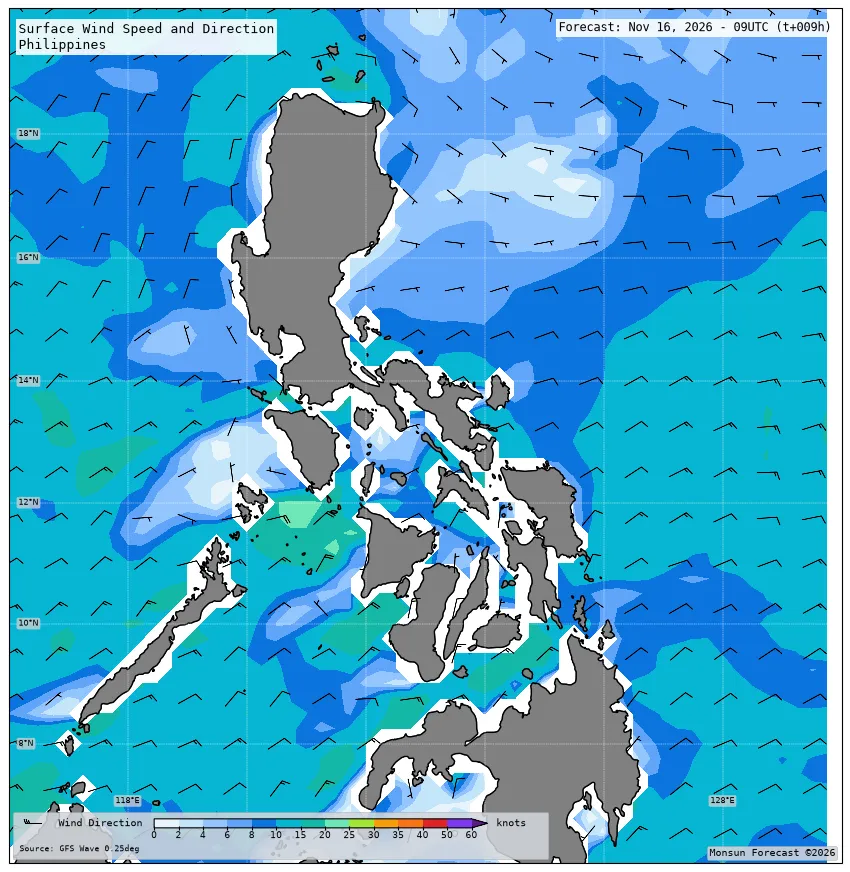 Surface Wind Speed and Direction
Philippines
Forecast: Nov 16, 2026 - 09UTC (t+009h)
18°N
16°N
14°N
12°N
10°N
8°N
118°E
128°E
Wind Direction
0 2 4 6 8 10 15 20 25 30 35 40 50 60
knots
Source: GFS Wave 0.25deg
Monsun Forecast ©2026